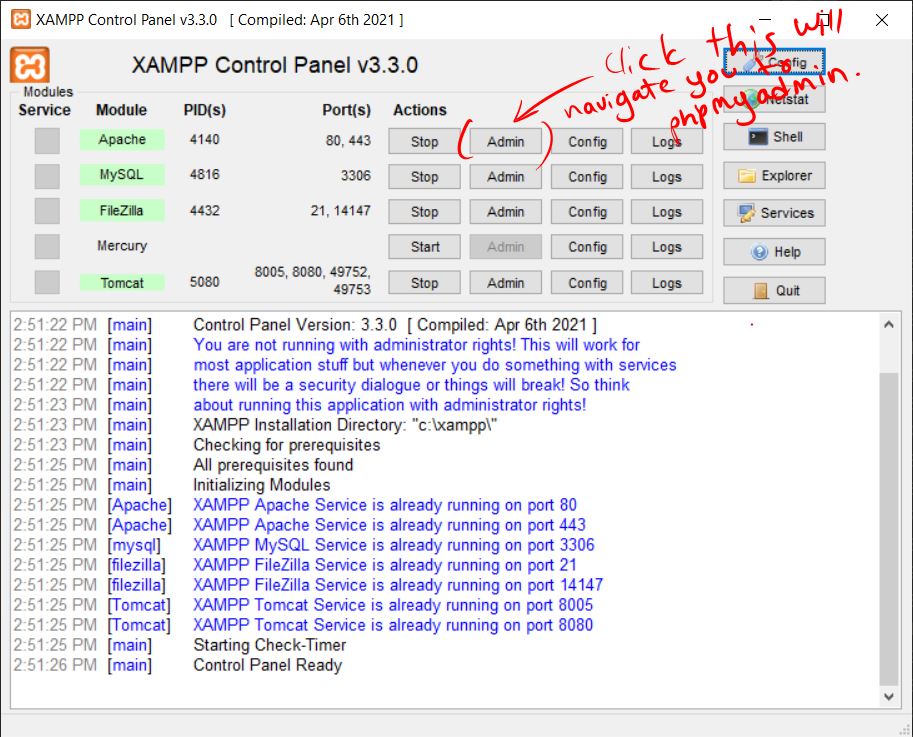 XAMPP Control Panel v3.3.0 [ Compiled: Apr 6th 2021 ]
XAMPP Control Panel v3.3.0
click this will
navigate you to
phpmyadmin.
Config
Netstat
Shell
Explorer
Services
Help
Quit
Modules
Service Module PID(s) Port(s) Actions
Apache 4140 80, 443 Stop Admin Config Logs
MySQL 4816 3306 Stop Admin Config Logs
FileZilla 4432 21, 14147 Stop Admin Config Logs
Mercury Start Admin Config Logs
Tomcat 5080 8005, 8080, 49752, Stop Admin Config Logs
49753
2:51:22 PM [main] Control Panel Version: 3.3.0 [ Compiled: Apr 6th 2021 ]
2:51:22 PM [main] You are not running with administrator rights! This will work for
2:51:22 PM [main] most application stuff but whenever you do something with services
2:51:22 PM [main] there will be a security dialogue or things will break! So think
2:51:23 PM [main] about running this application with administrator rights!
2:51:23 PM [main] XAMPP Installation Directory: "c:\xampp\"
2:51:23 PM [main] Checking for prerequisites
2:51:25 PM [main] All prerequisites found
2:51:25 PM [main] Initializing Modules
2:51:25 PM [Apache] XAMPP Apache Service is already running on port 80
2:51:25 PM [Apache] XAMPP Apache Service is already running on port 443
2:51:25 PM [mysql] XAMPP MySQL Service is already running on port 3306
2:51:25 PM [filezilla] XAMPP FileZilla Service is already running on port 21
2:51:25 PM [filezilla] XAMPP FileZilla Service is already running on port 14147
2:51:25 PM [Tomcat] XAMPP Tomcat Service is already running on port 8005
2:51:25 PM [Tomcat] XAMPP Tomcat Service is already running on port 8080
2:51:25 PM [main] Starting Check-Timer
2:51:26 PM [main] Control Panel Ready